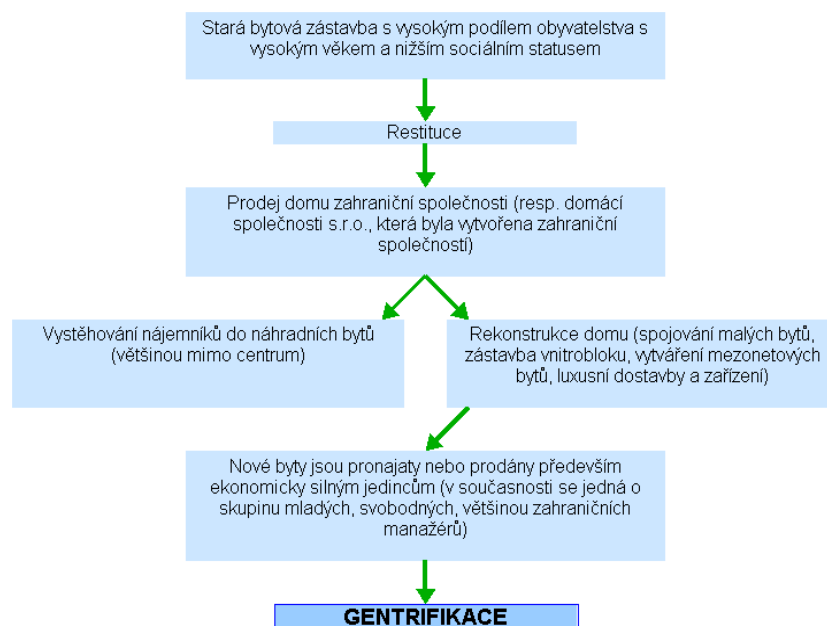 Stará bytová zástavba s vysokým podílem obyvatelstva s
vysokým věkem a nižším sociálním statusem
Restituce
Prodej domu zahraniční společnosti (resp. domácí
společnosti s.r.o., která byla vytvořena zahraniční
společností)
Vystěhování nájemníků do náhradních bytů
(většinou mimo centrum)
Rekonstrukce domu (spojování malých bytů,
zástavba vnitrobloku, vytváření mezonetových
bytů, luxusní dostavby a zařízení)
Nové byty jsou pronajaty nebo prodány především
ekonomicky silným jedincům (v současnosti se jedná o
skupinu mladých, svobodných, většinou zahraničních
manažérů)
GENTRIFIKACE